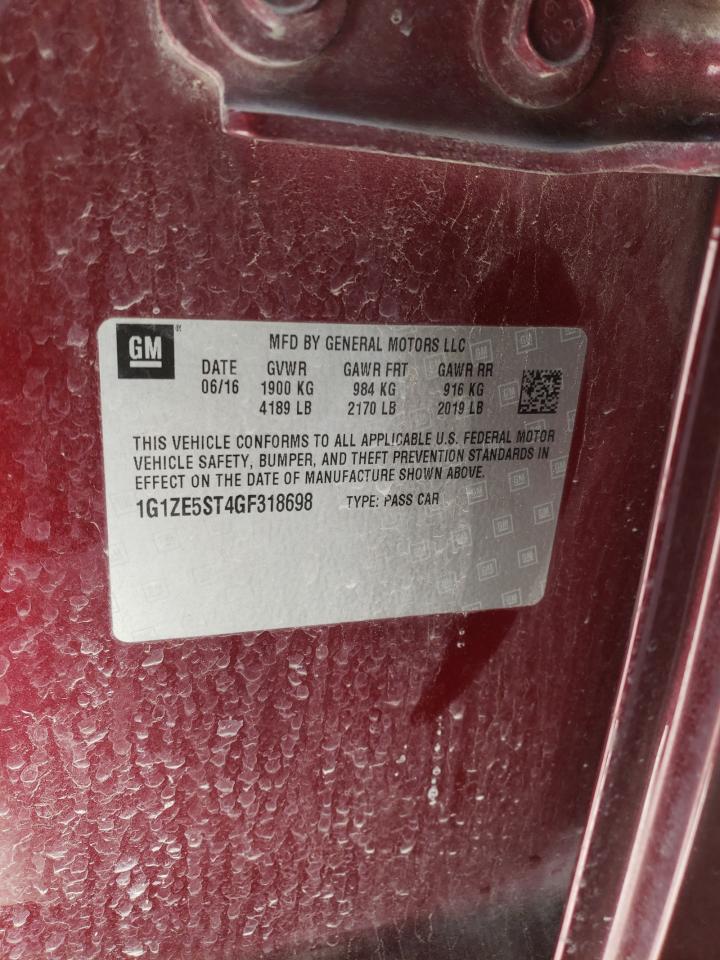 GM
MFD BY GENERAL MOTORS LLC
DATE GVWR GAWR FRT GAWR RR
06/16 1900 KG 984 KG 916 KG
4189 LB 2170 LB 2019 LB
THIS VEHICLE CONFORMS TO ALL APPLICABLE U.S. FEDERAL MOTOR
VEHICLE SAFETY, BUMPER, AND THEFT PREVENTION STANDARDS IN
EFFECT ON THE DATE OF MANUFACTURE SHOWN ABOVE.
1G1ZE5ST4GF318698 TYPE: PASS CAR